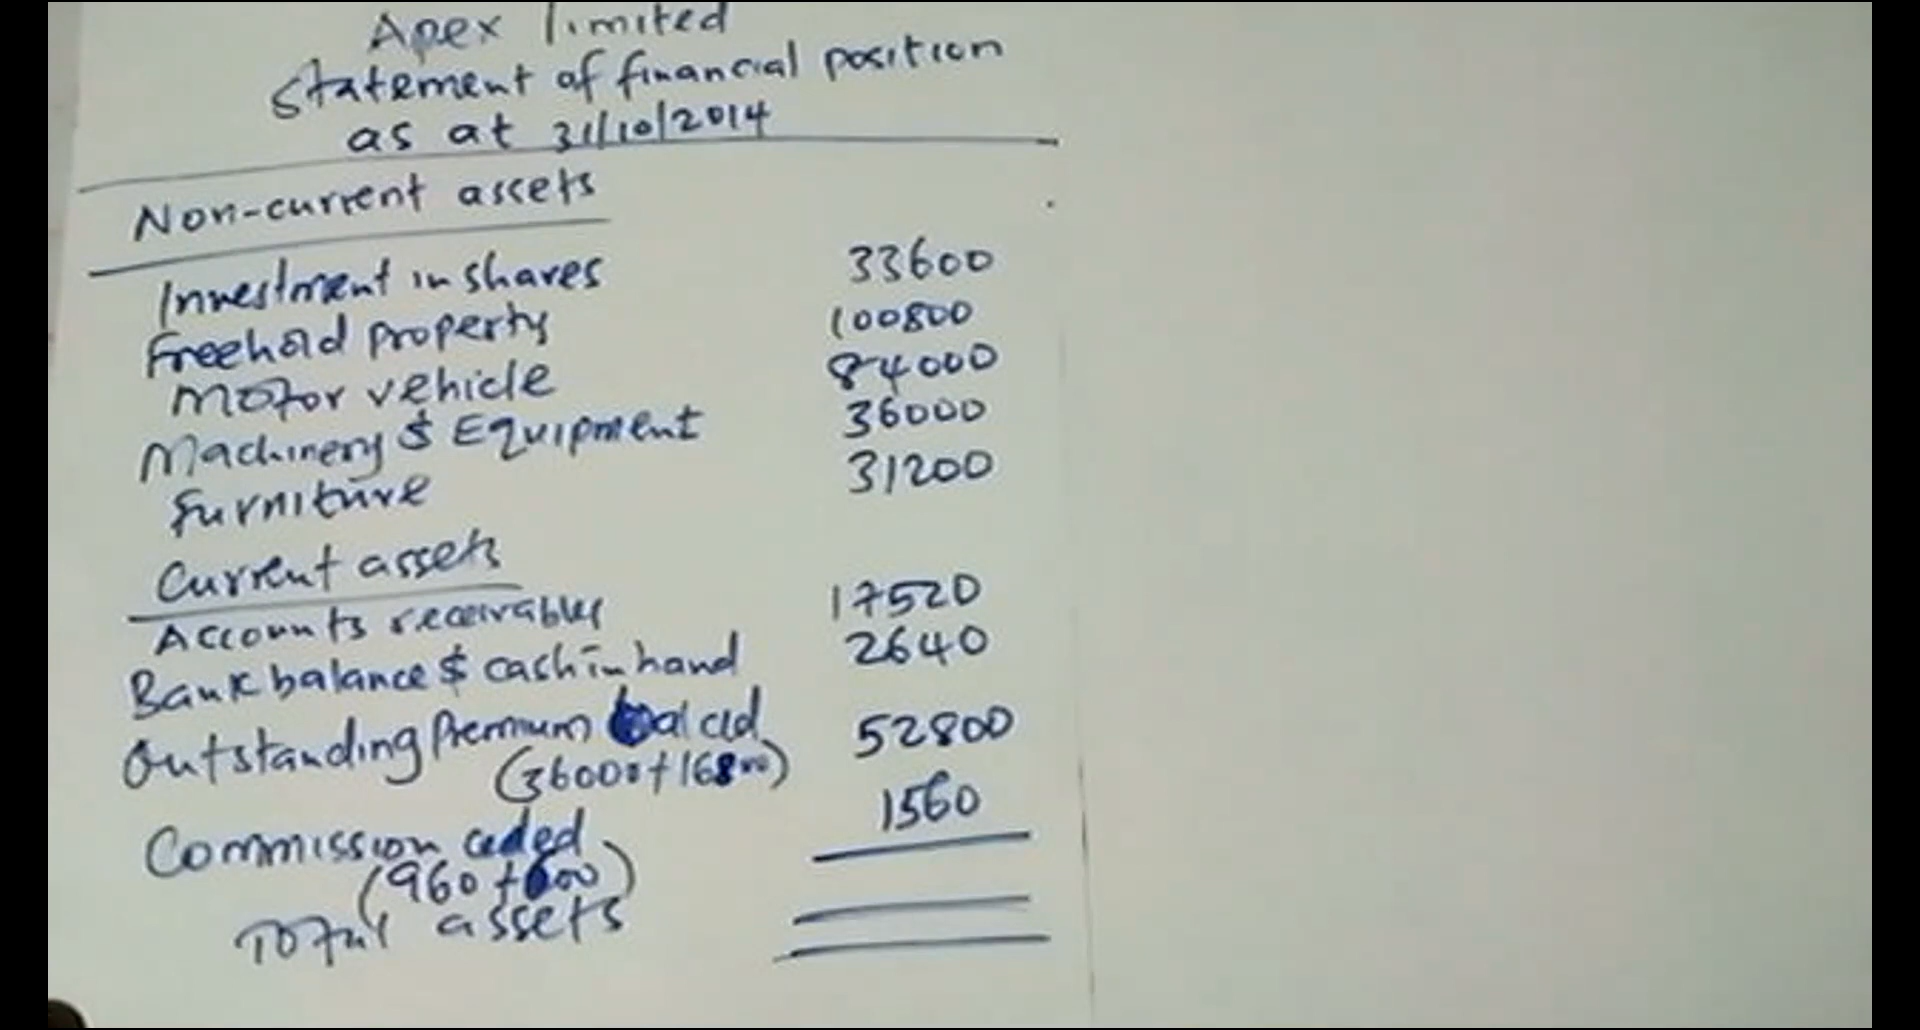 Apex limited
Statement of financial position
as at 31/10/2014
Non-current assets
Investment in shares 33600
Freehold property 100800
Motor vehicle 84000
Machinery & Equipment 36000
Furniture 31200
Current assets
Accounts receivables 17520
Bank balance & cash in hand 2640
Outstanding Premium bal c/d 52800
(36000+16800)
Commission ceded 1560
(960+600)
Total assets